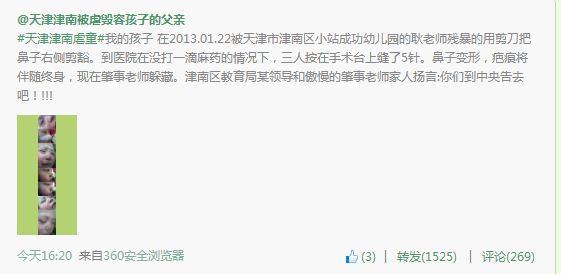 @天津津南被虐毁容孩子的父亲
#天津津南虐童#我的孩子 在2013.01.22被天津市津南区小站成功幼儿园的耿老师残暴的用剪刀把
鼻子右侧剪豁。到医院在没打一滴麻药的情况下，三人按在手术台上缝了5针。鼻子变形，疤痕将
伴随终身，现在肇事老师躲藏。津南区教育局某领导和傲慢的肇事老师家人扬言:你们到中央告去
吧！!!!
今天16:20 来自360安全浏览器 (3) | 转发(1525) | 评论(269)